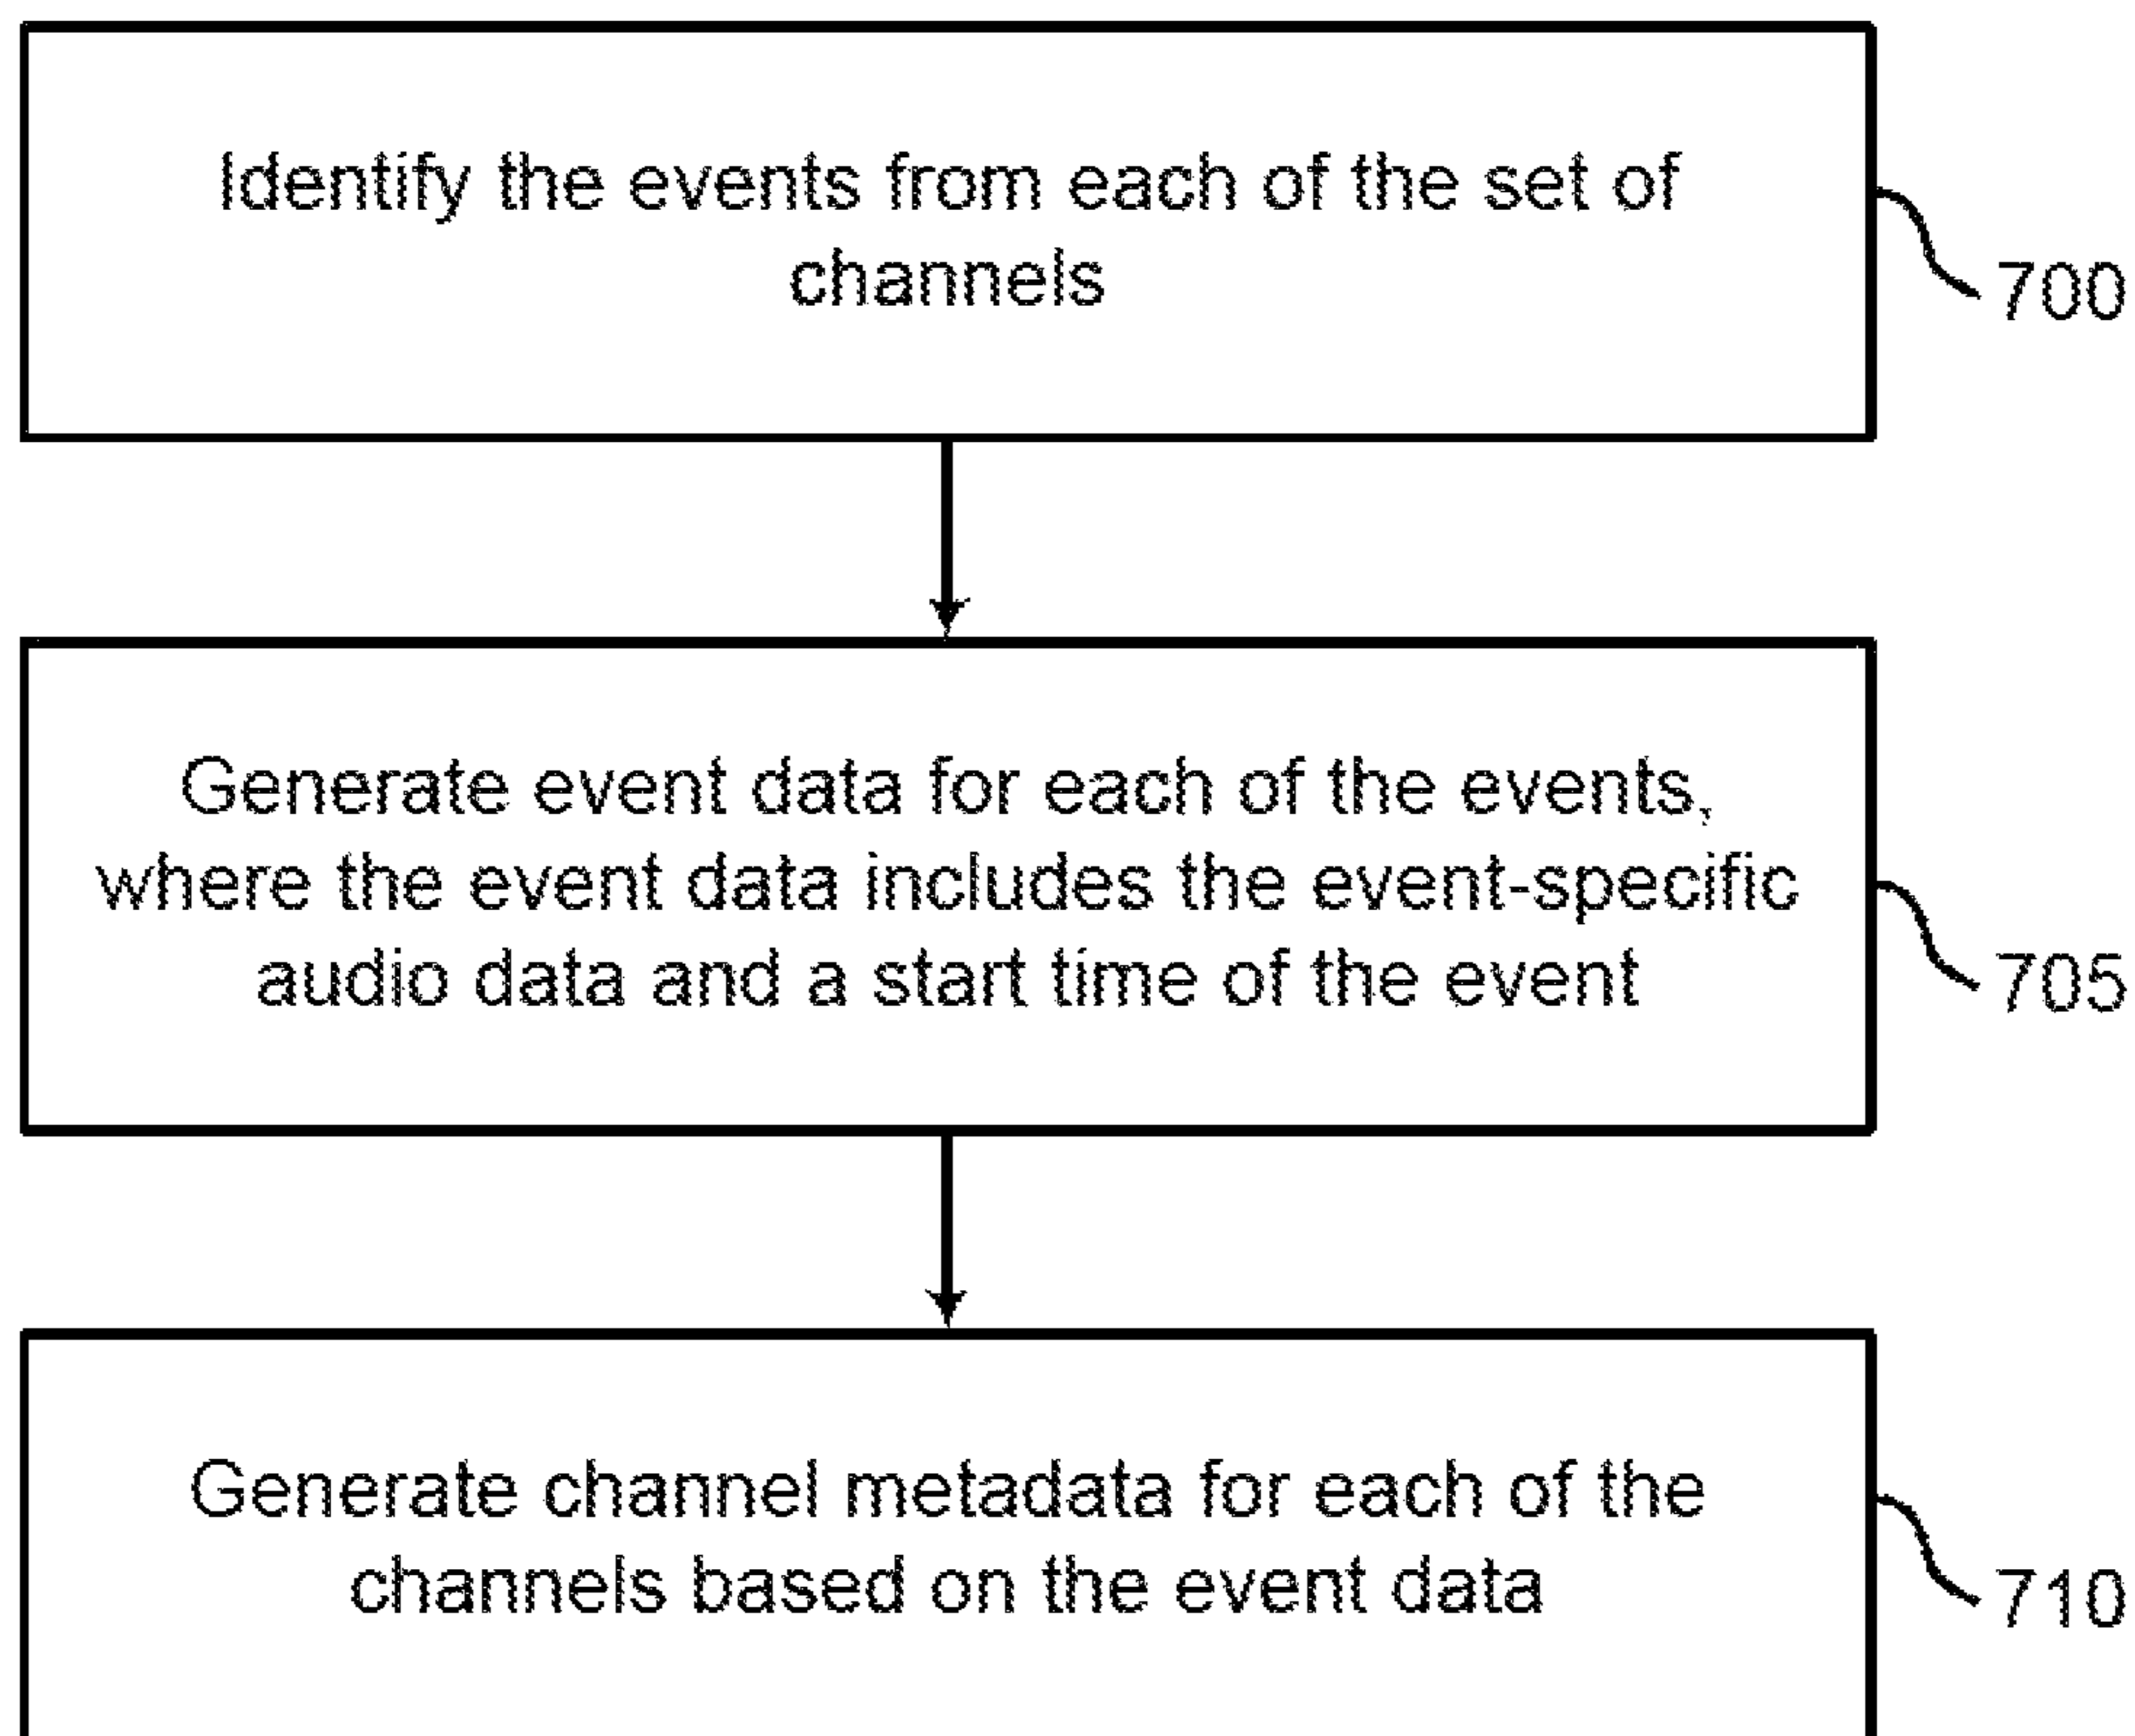 Identify the events from each of the set of
channels
700
Generate event data for each of the events,
where the event data includes the event-specific
audio data and a start time of the event
705
Generate channel metadata for each of the
channels based on the event data
710